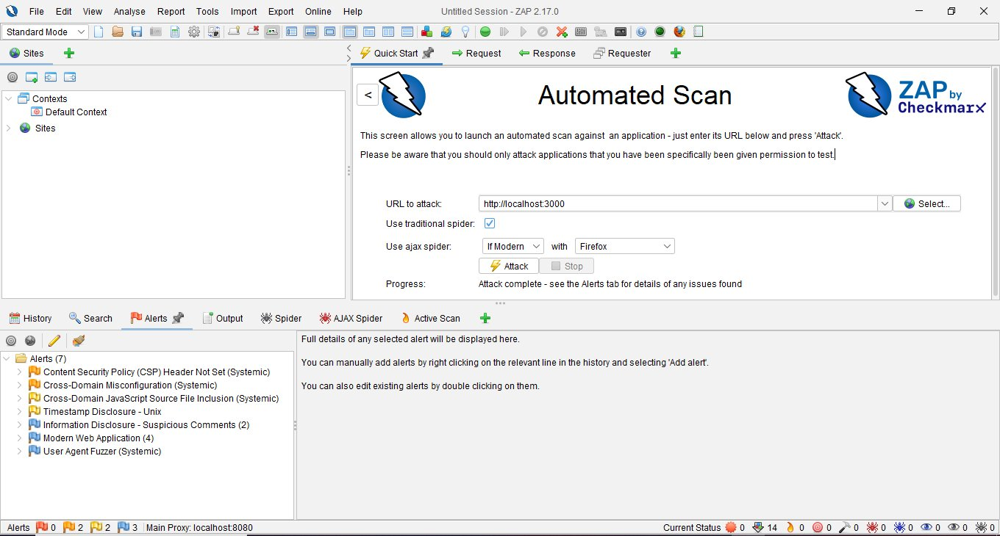 File Edit View Analyse Report Tools Import Export Online Help Untitled Session - ZAP 2.17.0
Standard Mode
Sites
Quick Start Request Response Requester
Contexts
Default Context
Sites
<
Automated Scan
ZAP by
Checkmarx
This screen allows you to launch an automated scan against an application - just enter its URL below and press 'Attack'.
Please be aware that you should only attack applications that you have been specifically been given permission to test.
URL to attack: http://localhost:3000 Select...
Use traditional spider:
Use ajax spider: If Modern with Firefox
Attack Stop
Progress: Attack complete - see the Alerts tab for details of any issues found
History Search Alerts Output Spider AJAX Spider Active Scan
Alerts (7)
Content Security Policy (CSP) Header Not Set (Systemic)
Cross-Domain Misconfiguration (Systemic)
Cross-Domain JavaScript Source File Inclusion (Systemic)
Timestamp Disclosure - Unix
Information Disclosure - Suspicious Comments (2)
Modern Web Application (4)
User Agent Fuzzer (Systemic)
Full details of any selected alert will be displayed here.
You can manually add alerts by right clicking on the relevant line in the history and selecting 'Add alert'.
You can also edit existing alerts by double clicking on them.
Alerts 0 2 2 3 Main Proxy: localhost:8080 Current Status 0 14 0 0 0 0 0 0 0 0